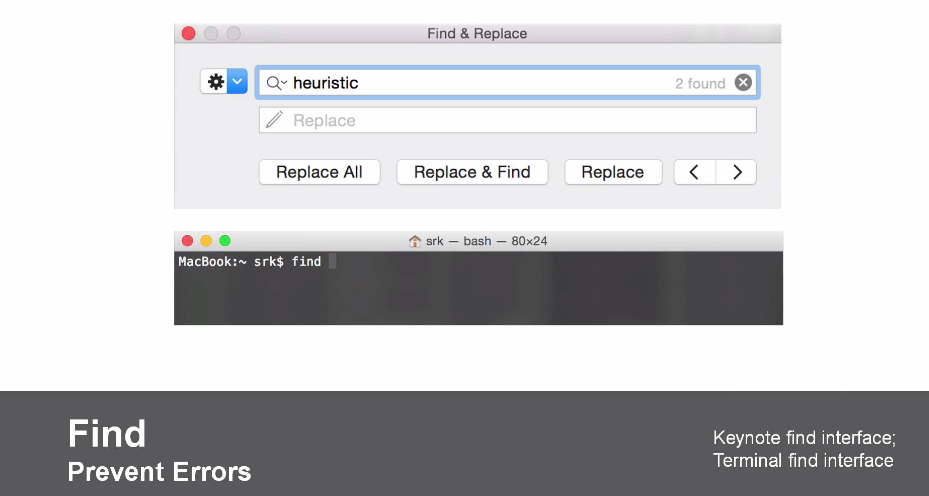 Find & Replace
heuristic 2 found
Replace
Replace All Replace & Find Replace
srk — bash — 80×24
MacBook:~ srk$ find
Find
Prevent Errors
Keynote find interface;
Terminal find interface